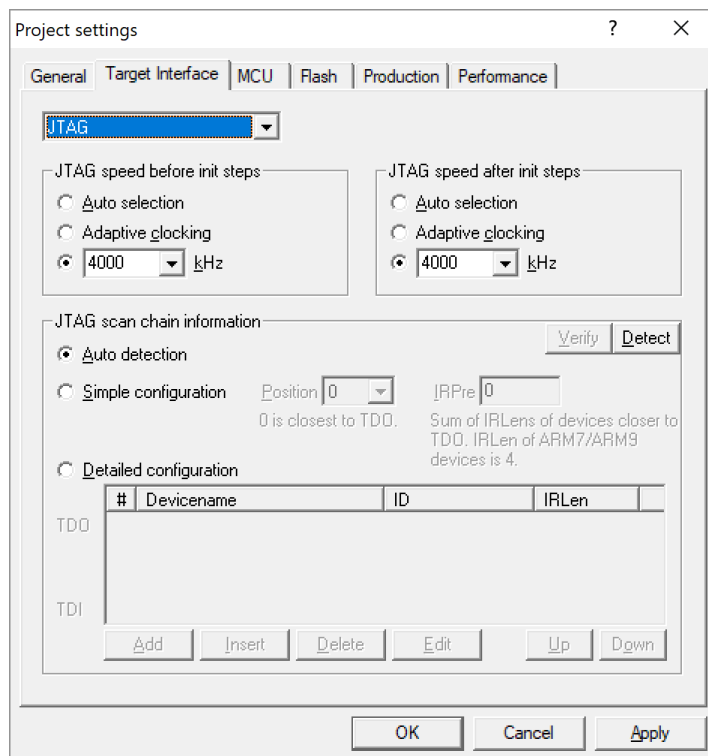 Project settings
General Target Interface MCU Flash Production Performance
JTAG
JTAG speed before init steps
Auto selection
Adaptive clocking
4000 kHz
JTAG speed after init steps
Auto selection
Adaptive clocking
4000 kHz
JTAG scan chain information
Verify Detect
Auto detection
Simple configuration Position 0 IRPre 0
0 is closest to TDO.
Sum of IRLens of devices closer to
TDO. IRLen of ARM7/ARM9
devices is 4.
Detailed configuration
# Devicename ID IRLen
TDO
TDI
Add Insert Delete Edit Up Down
OK Cancel Apply